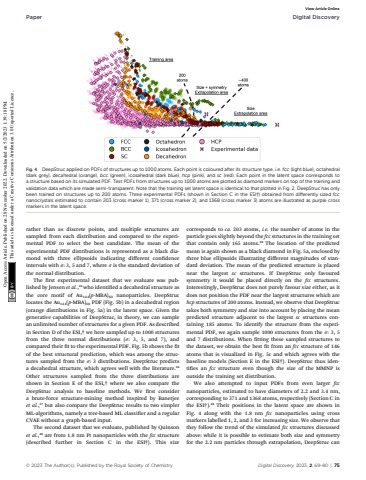 View Article Online
Paper
Digital Discovery
Open Access Article. Published on 20 November 2022. Downloaded on
This article is licensed under a Creative Commons Attribution 3.0 Unported Licence.
Training area
200
atoms
Size + symmetry
Extrapolation area
~400
atoms
Size
Extrapolation area
FCC
Octahedron
HCP
BCC
Icosahedron
Experimental data
SC
Decahedron
Fig. 4 DeepStruc applied on PDFs of structures up to 1000 atoms. Each point is coloured after its structure type, i.e. fcc (light blue), octahedral
(dark grey), decahedral (orange), bcc (green), icosahedral (dark blue), hcp (pink), and sc (red). Each point in the latent space corresponds to
a structure based on its simulated PDF. Test PDFs from structures up to 1000 atoms are plotted as diamond markers on top of the training and
validation data which are made semi-transparent. Note that the training set latent space is identical to that plotted in Fig. 2. DeepStruc has only
been trained on structures up to 200 atoms. Three experimental PDFs (shown in Section C in the ESI†) obtained from differently sized fcc
nanocrystals estimated to contain 203 (cross marker 1), 371 (cross marker 2), and 1368 (cross marker 3) atoms are illustrated as purple cross
markers in the latent space.
rather than as discrete points, and multiple structures are
sampled from each distribution and compared to the experi-
mental PDF to select the best candidate. The mean of the
experimental PDF distributions is represented as a black dia-
mond with three ellipsoids indicating different confidence
intervals with σ: 3, 5 and 7, where σ is the standard deviation of
the normal distribution.
The first experimental dataset that we evaluate was pub-
lished by Jensen et al., who identified a decahedral structure as
the core motif of Au144(p-MBA)60 nanoparticles. DeepStruc
locates the Au144(p-MBA)60 PDF (Fig. 5b) in a decahedral region
(orange distributions in Fig. 5a) in the latent space. Given the
generative capabilities of DeepStruc, in theory, we can sample
an unlimited number of structures for a given PDF. As described
in Section D of the ESI,† we here sampled up to 1000 structures
from the three normal distributions (σ: 3, 5, and 7), and
compared their fit to the experimental PDF. Fig. 5b shows the fit
of the best structural prediction, which was among the struc-
tures sampled from the σ: 3 distributions. DeepStruc predicts
a decahedral structure, which agrees well with the literature.
Other structures sampled from the three distributions are
shown in Section E of the ESI,† where we also compare the
DeepStruc analysis to baseline methods. We first consider
a brute-force structure-mining method inspired by Banerjee
et al., but also compare the DeepStruc results to two simpler
ML-algorithms, namely a tree-based ML classifier and a regular
CVAE without a graph-based input.
The second dataset that we evaluate, published by Quinson
et al., are from 1.8 nm Pt nanoparticles with the fcc structure
(described further in Section C in the ESI†). This size
corresponds to ca. 203 atoms, i.e. the number of atoms in the
particle goes slightly beyond the fcc structures in the training set
that contain only 165 atoms. The location of the predicted
mean is again shown as a black diamond in Fig. 5a, enclosed by
three blue ellipsoids illustrating different magnitudes of stan-
dard deviation. The mean of the predicted structure is placed
near the largest sc structures. If DeepStruc only favoured
symmetry it would be placed directly on the fcc structures.
Interestingly, DeepStruc does not purely favour size either, as it
does not position the PDF near the largest structures which are
hcp structures of 200 atoms. Instead, we observe that DeepStruc
takes both symmetry and size into account by placing the mean
predicted structure adjacent to the largest sc structures con-
taining 185 atoms. To identify the structure from the experi-
mental PDF, we again sample 1000 structures from the σ: 3, 5
and 7 distributions. When fitting these sampled structures to
the dataset, we obtain the best fit from an fcc structure of 146
atoms that is visualised in Fig. 5c and which agrees with the
baseline models (Section E in the ESI†). DeepStruc thus iden-
tifies an fcc structure even though the size of the MMNP is
outside the training set distribution.
We also attempted to input PDFs from even larger fcc
nanoparticles, estimated to have diameters of 2.2 and 3.4 nm,
corresponding to 371 and 1368 atoms, respectively (Section C in
the ESI†). Their positions in the latent space are shown in
Fig. 4 along with the 1.8 nm fcc nanoparticles using cross
markers labelled 1, 2, and 3 for increasing size. We observe that
they follow the trend of the simulated fcc structures discussed
above: while it is possible to estimate both size and symmetry
for the 2.2 nm particles through extrapolation, DeepStruc can
© 2023 The Author(s). Published by the Royal Society of Chemistry
Digital Discovery, 2023, 2, 69–80 | 75